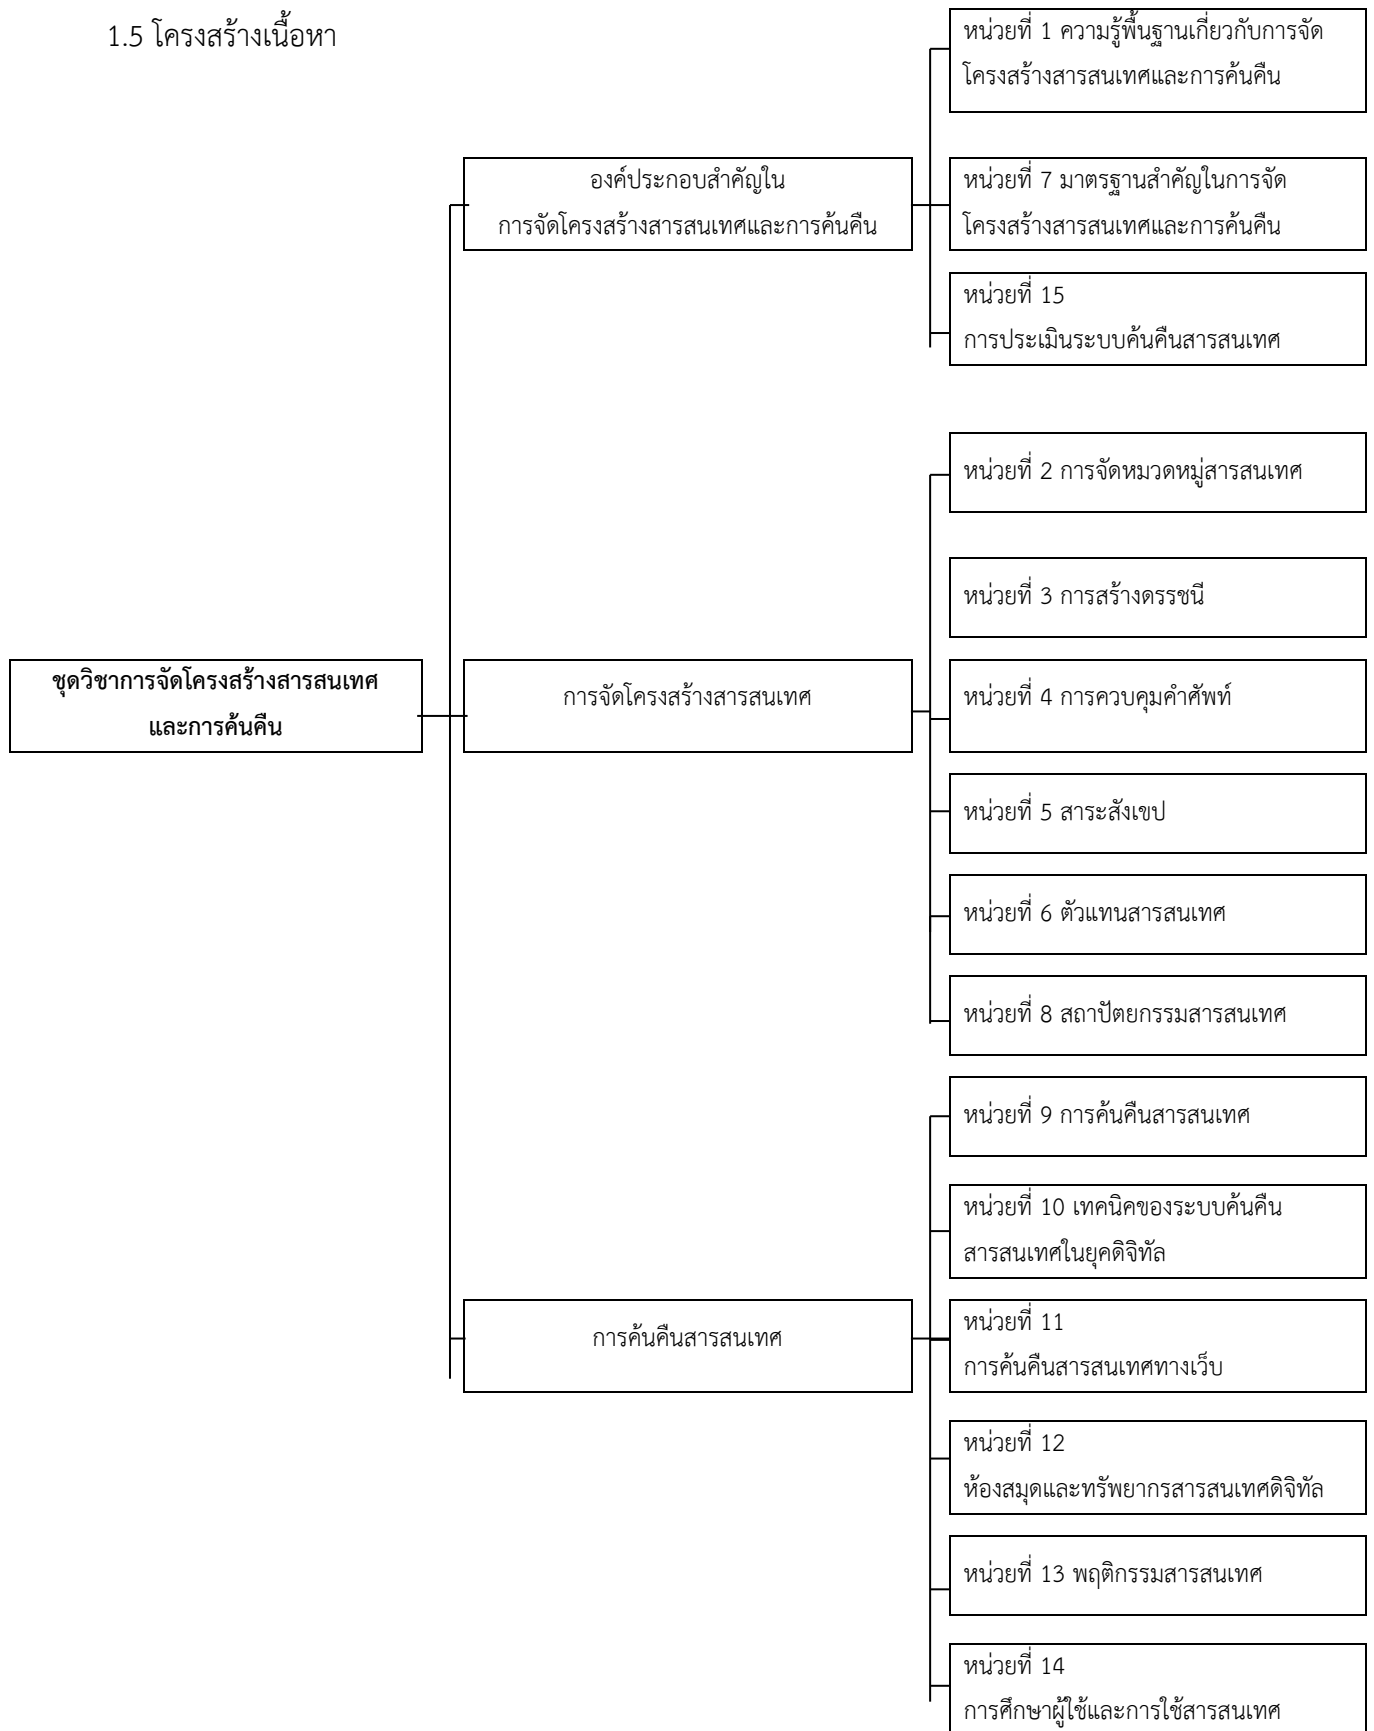 1.5 โครงสร้างเนื้อหา
หน่วยที่ 1 ความรู้พื้นฐานเกี่ยวกับการจัด
โครงสร้างสารสนเทศและการค้นคืน
องค์ประกอบสำคัญใน
การจัดโครงสร้างสารสนเทศและการค้นคืน
หน่วยที่ 7 มาตรฐานสำคัญในการจัด
โครงสร้างสารสนเทศและการค้นคืน
หน่วยที่ 15
การประเมินระบบค้นคืนสารสนเทศ
หน่วยที่ 2 การจัดหมวดหมู่สารสนเทศ
หน่วยที่ 3 การสร้างดรรชนี
ชุดวิชาการจัดโครงสร้างสารสนเทศ
และการค้นคืน
การจัดโครงสร้างสารสนเทศ
หน่วยที่ 4 การควบคุมคำศัพท์
หน่วยที่ 5 สาระสังเขป
หน่วยที่ 6 ตัวแทนสารสนเทศ
หน่วยที่ 8 สถาปัตยกรรมสารสนเทศ
หน่วยที่ 9 การค้นคืนสารสนเทศ
หน่วยที่ 10 เทคนิคของระบบค้นคืน
สารสนเทศในยุคดิจิทัล
การค้นคืนสารสนเทศ
หน่วยที่ 11
การค้นคืนสารสนเทศทางเว็บ
หน่วยที่ 12
ห้องสมุดและทรัพยากรสารสนเทศดิจิทัล
หน่วยที่ 13 พฤติกรรมสารสนเทศ
หน่วยที่ 14
การศึกษาผู้ใช้และการใช้สารสนเทศ